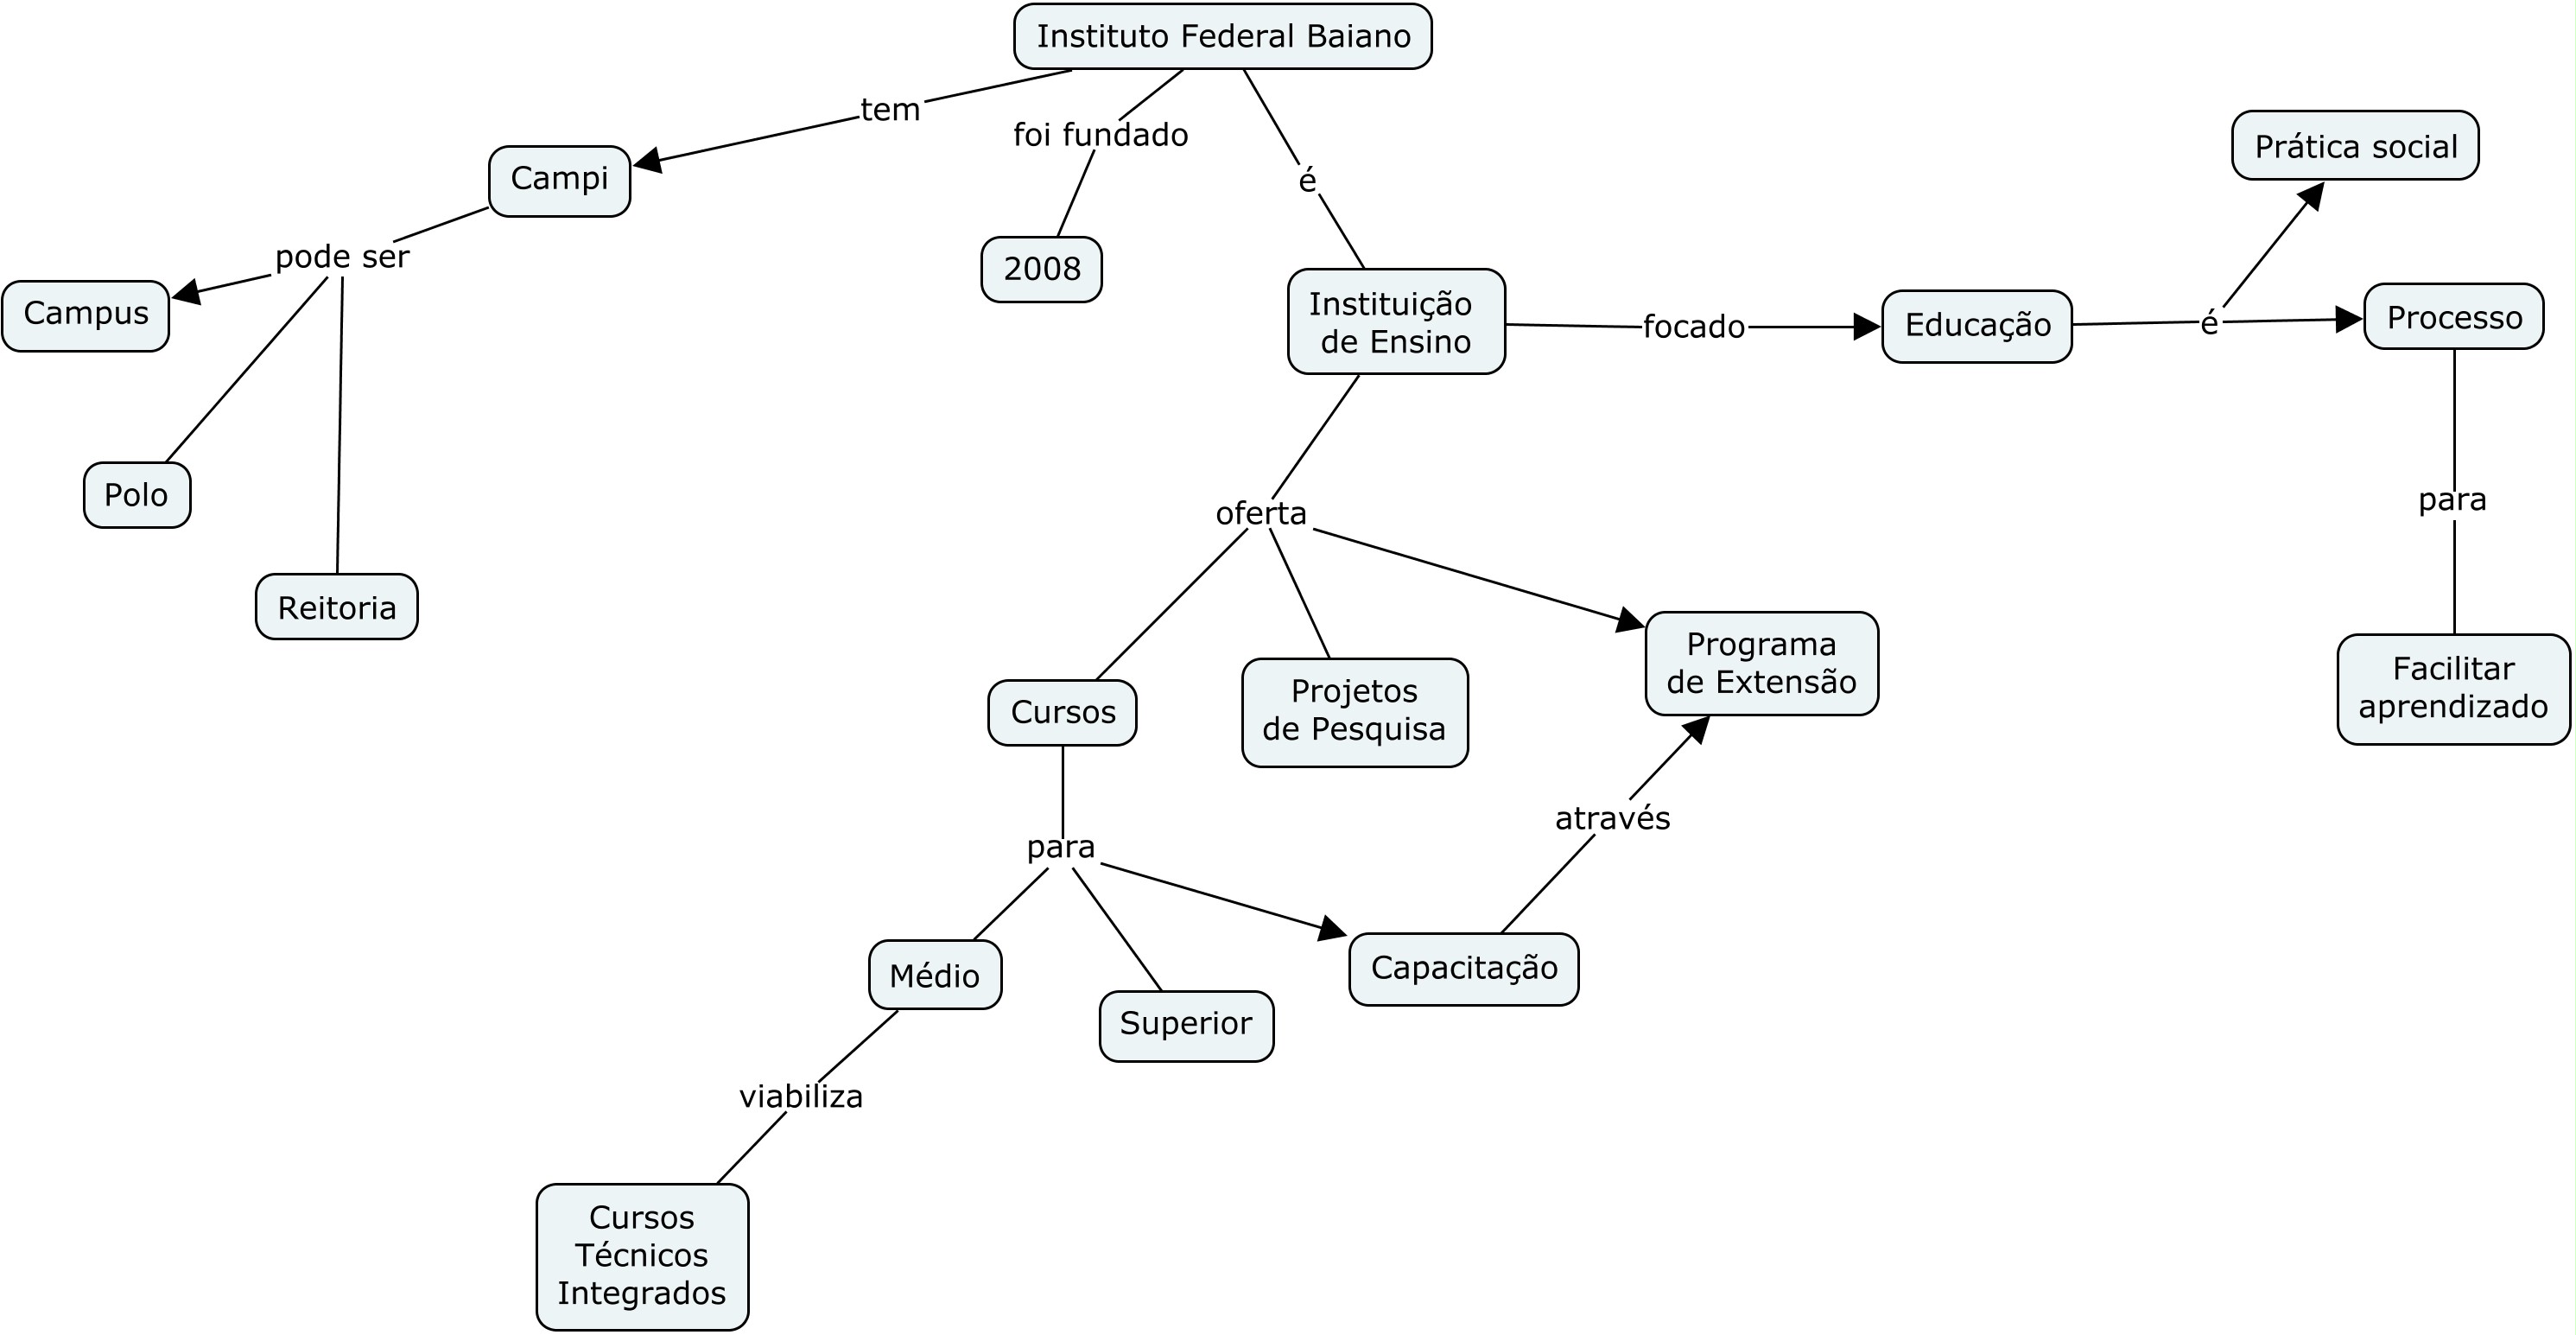 Instituto Federal Baiano
tem
foi fundado
Prática social
Campi
é
pode ser
2008
Campus
Instituição
de Ensino
focado
Educação
é
Processo
Polo
oferta
para
Reitoria
Programa
de Extensão
Facilitar
aprendizado
Cursos
Projetos
de Pesquisa
através
para
Médio
Capacitação
Superior
viabiliza
Cursos
Técnicos
Integrados